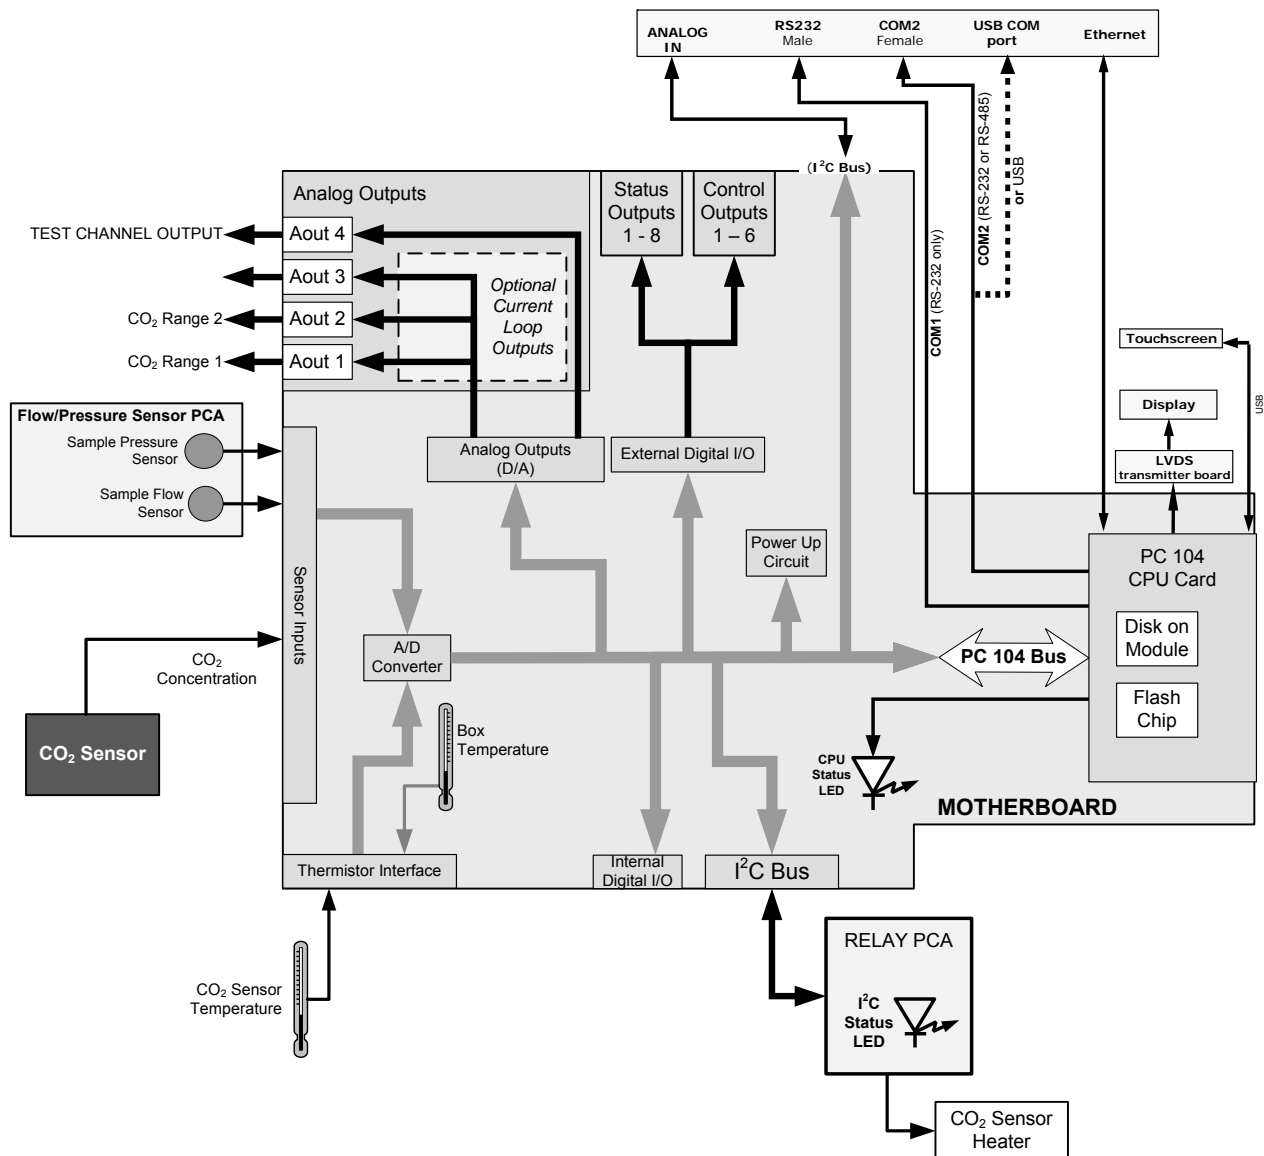 ANALOG
IN
RS232
Male
COM2
Female
USB COM
port
Ethernet
(I²C Bus)
COM1 (RS-232 only)
COM2 (RS-232 or RS-485)
or USB
Analog Outputs
Status
Outputs
1 - 8
Control
Outputs
1 – 6
TEST CHANNEL OUTPUT
Aout 4
Aout 3
CO₂ Range 2
Aout 2
CO₂ Range 1
Aout 1
Optional
Current
Loop
Outputs
Touchscreen
USB
Display
LVDS
transmitter board
Flow/Pressure Sensor PCA
Sample Pressure
Sensor
Sample Flow
Sensor
Analog Outputs
(D/A)
External Digital I/O
Power Up
Circuit
PC 104
CPU Card
Disk on
Module
Flash
Chip
Sensor Inputs
A/D
Converter
PC 104 Bus
CO₂
Concentration
CO₂ Sensor
Box
Temperature
CPU
Status
LED
MOTHERBOARD
Thermistor Interface
Internal
Digital I/O
I²C Bus
CO₂ Sensor
Temperature
RELAY PCA
I²C
Status
LED
CO₂ Sensor
Heater